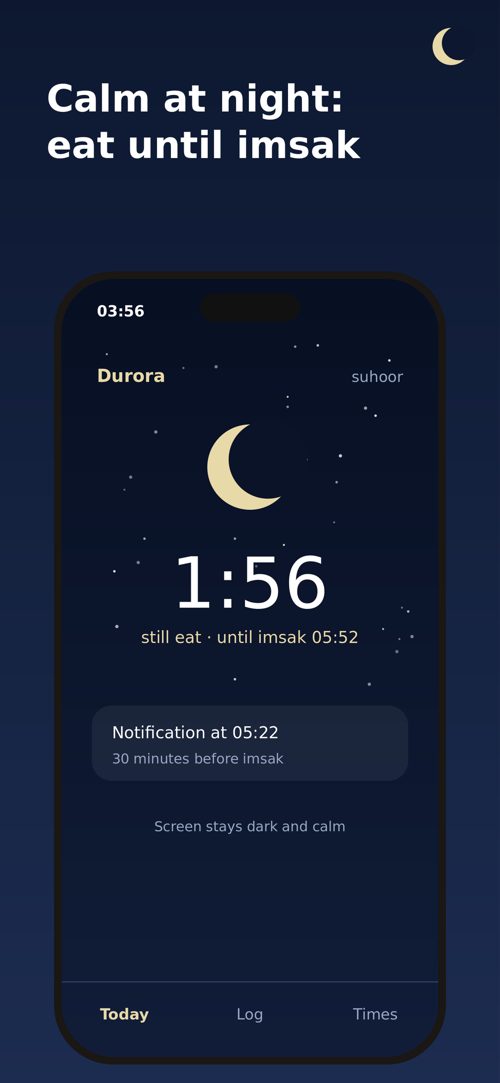 Calm at night:
eat until imsak
03:56
Durora
suhoor
1:56
still eat · until imsak 05:52
Notification at 05:22
30 minutes before imsak
Screen stays dark and calm
Today
Log
Times